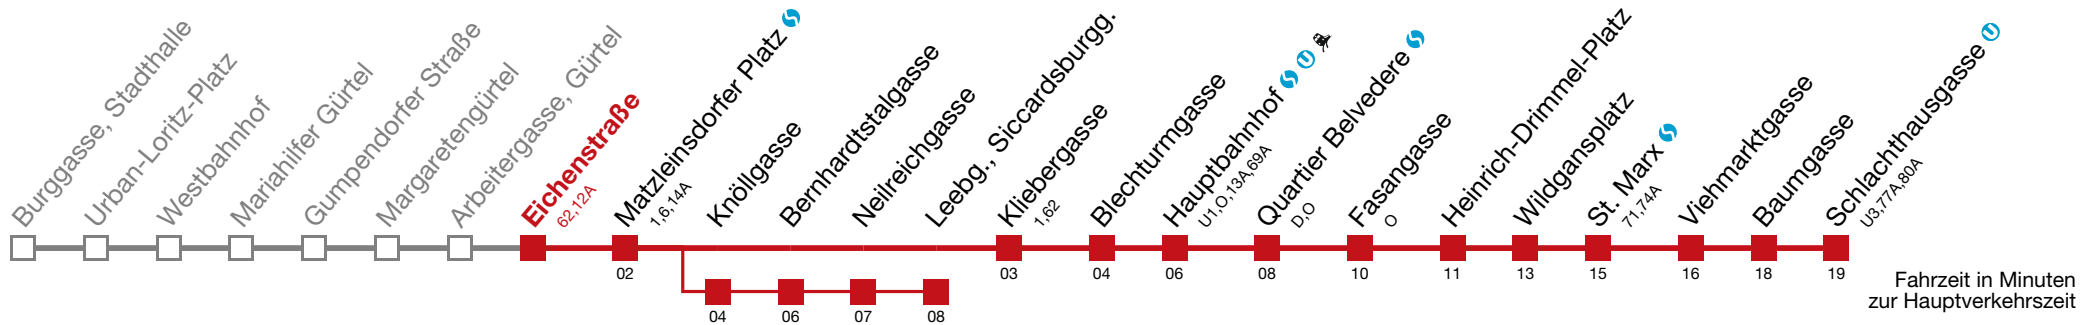 Burggasse, Stadthalle
Urban-Loritz-Platz
Westbahnhof
Mariahilfer Gürtel
Gumpendorfer Straße
Margaretengürtel
Arbeitergasse, Gürtel
Eichenstraße
62,12A
Matzleinsdorfer Platz S
1,6,14A
Knöllgasse
Bernhardtstalgasse
Neilreichgasse
Leebg., Siccardsburgg.
Kliebergasse
1,62
Blechturmgasse
Hauptbahnhof S U
U1,O,13A,69A
Quartier Belvedere S
D,O
Fasangasse
O
Heinrich-Drimmel-Platz
Wildgansplatz
St. Marx S
71,74A
Viehmarktgasse
Baumgasse
Schlachthausgasse U
U3,77A,80A
02 03 04 06 08 10 11 13 15 16 18 19
04 06 07 08
Fahrzeit in Minuten
zur Hauptverkehrszeit